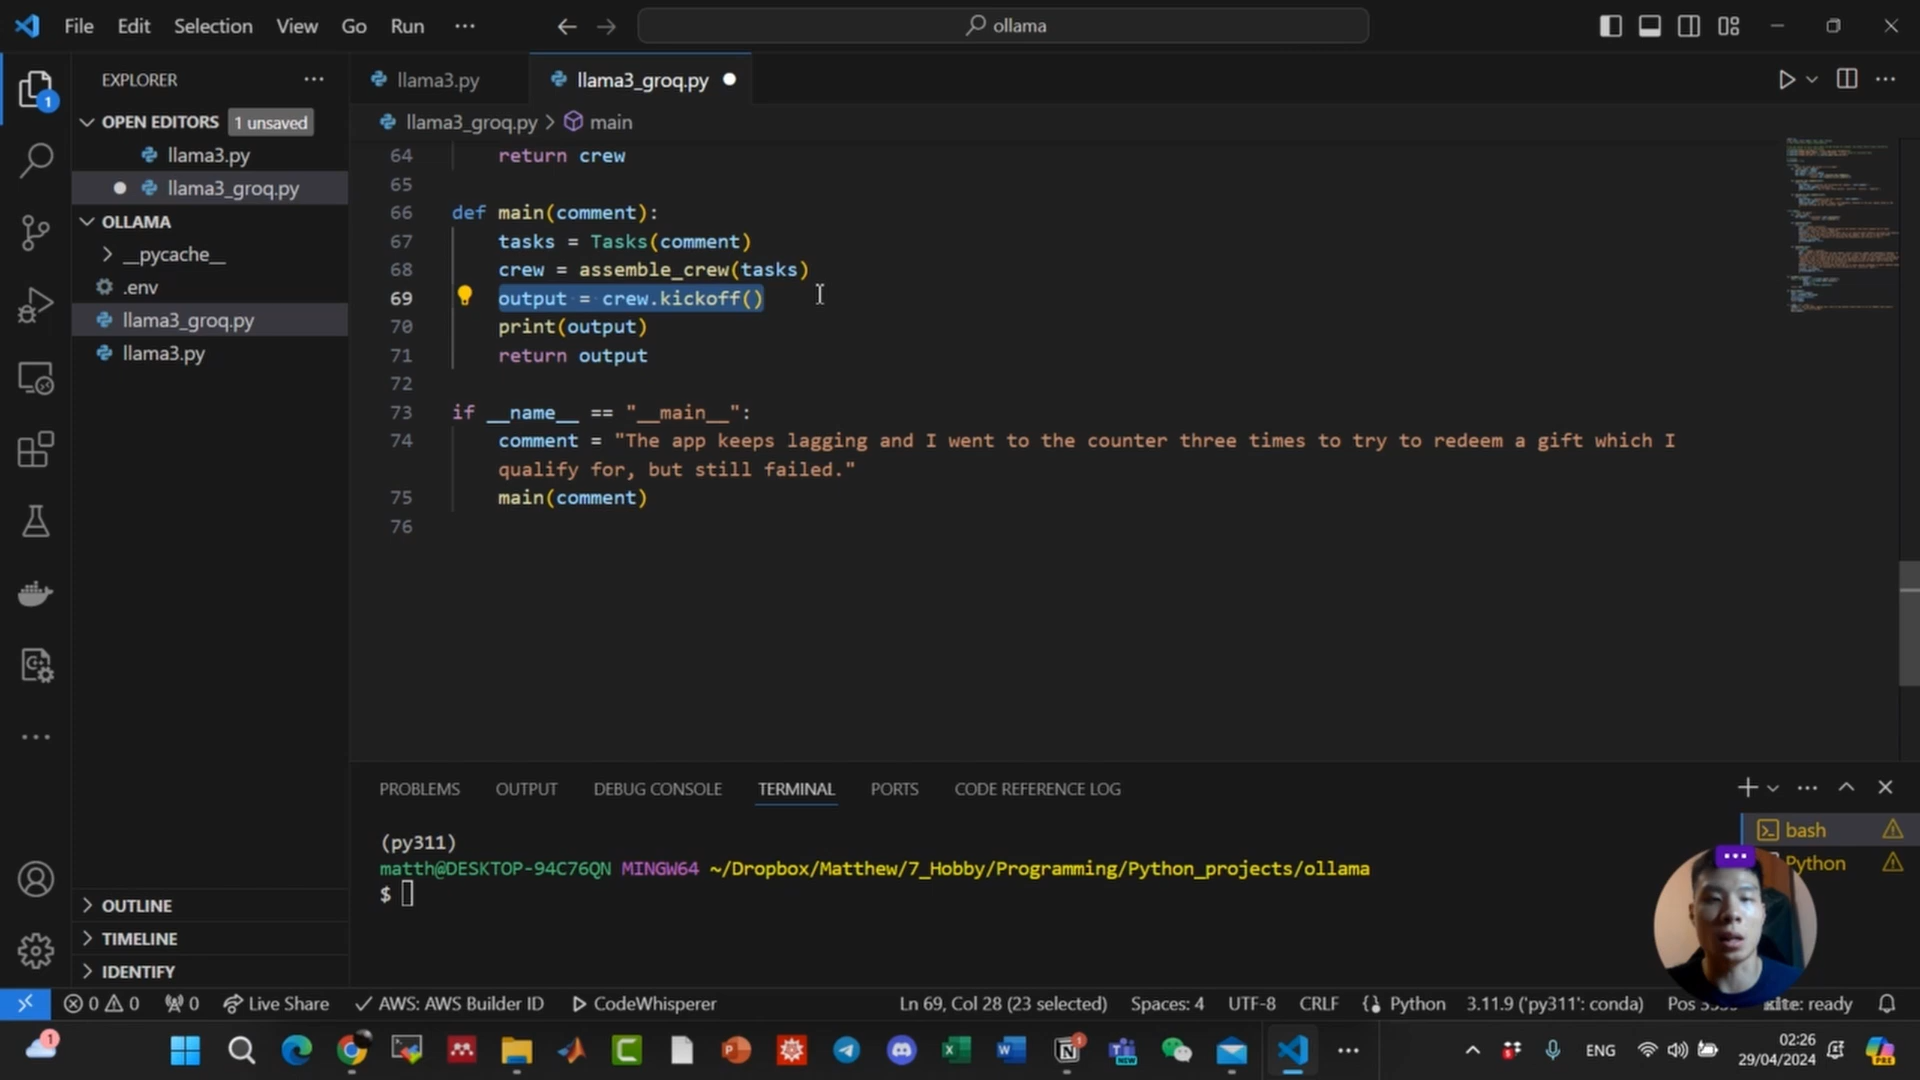 File Edit Selection View Go Run ···
ollama
EXPLORER ···
OPEN EDITORS 1 unsaved
llama3.py
llama3_groq.py
OLLAMA
__pycache__
.env
llama3_groq.py
llama3.py
OUTLINE
TIMELINE
IDENTIFY
1
llama3.py
llama3_groq.py
llama3_groq.py > main
64 return crew
65
66 def main(comment):
67 tasks = Tasks(comment)
68 crew = assemble_crew(tasks)
69 output = crew.kickoff()
70 print(output)
71 return output
72
73 if __name__ == "__main__":
74 comment = "The app keeps lagging and I went to the counter three times to try to redeem a gift which I
qualify for, but still failed."
75 main(comment)
76
PROBLEMS OUTPUT DEBUG CONSOLE TERMINAL PORTS CODE REFERENCE LOG
(py311)
matth@DESKTOP-94C76QN MINGW64 ~/Dropbox/Matthew/7_Hobby/Programming/Python_projects/ollama
$
bash
Python
0 0 0 Live Share AWS: AWS Builder ID CodeWhisperer Ln 69, Col 28 (23 selected) Spaces: 4 UTF-8 CRLF Python 3.11.9 ('py311': conda) Pos kite: ready
1 ENG 02:26
29/04/2024